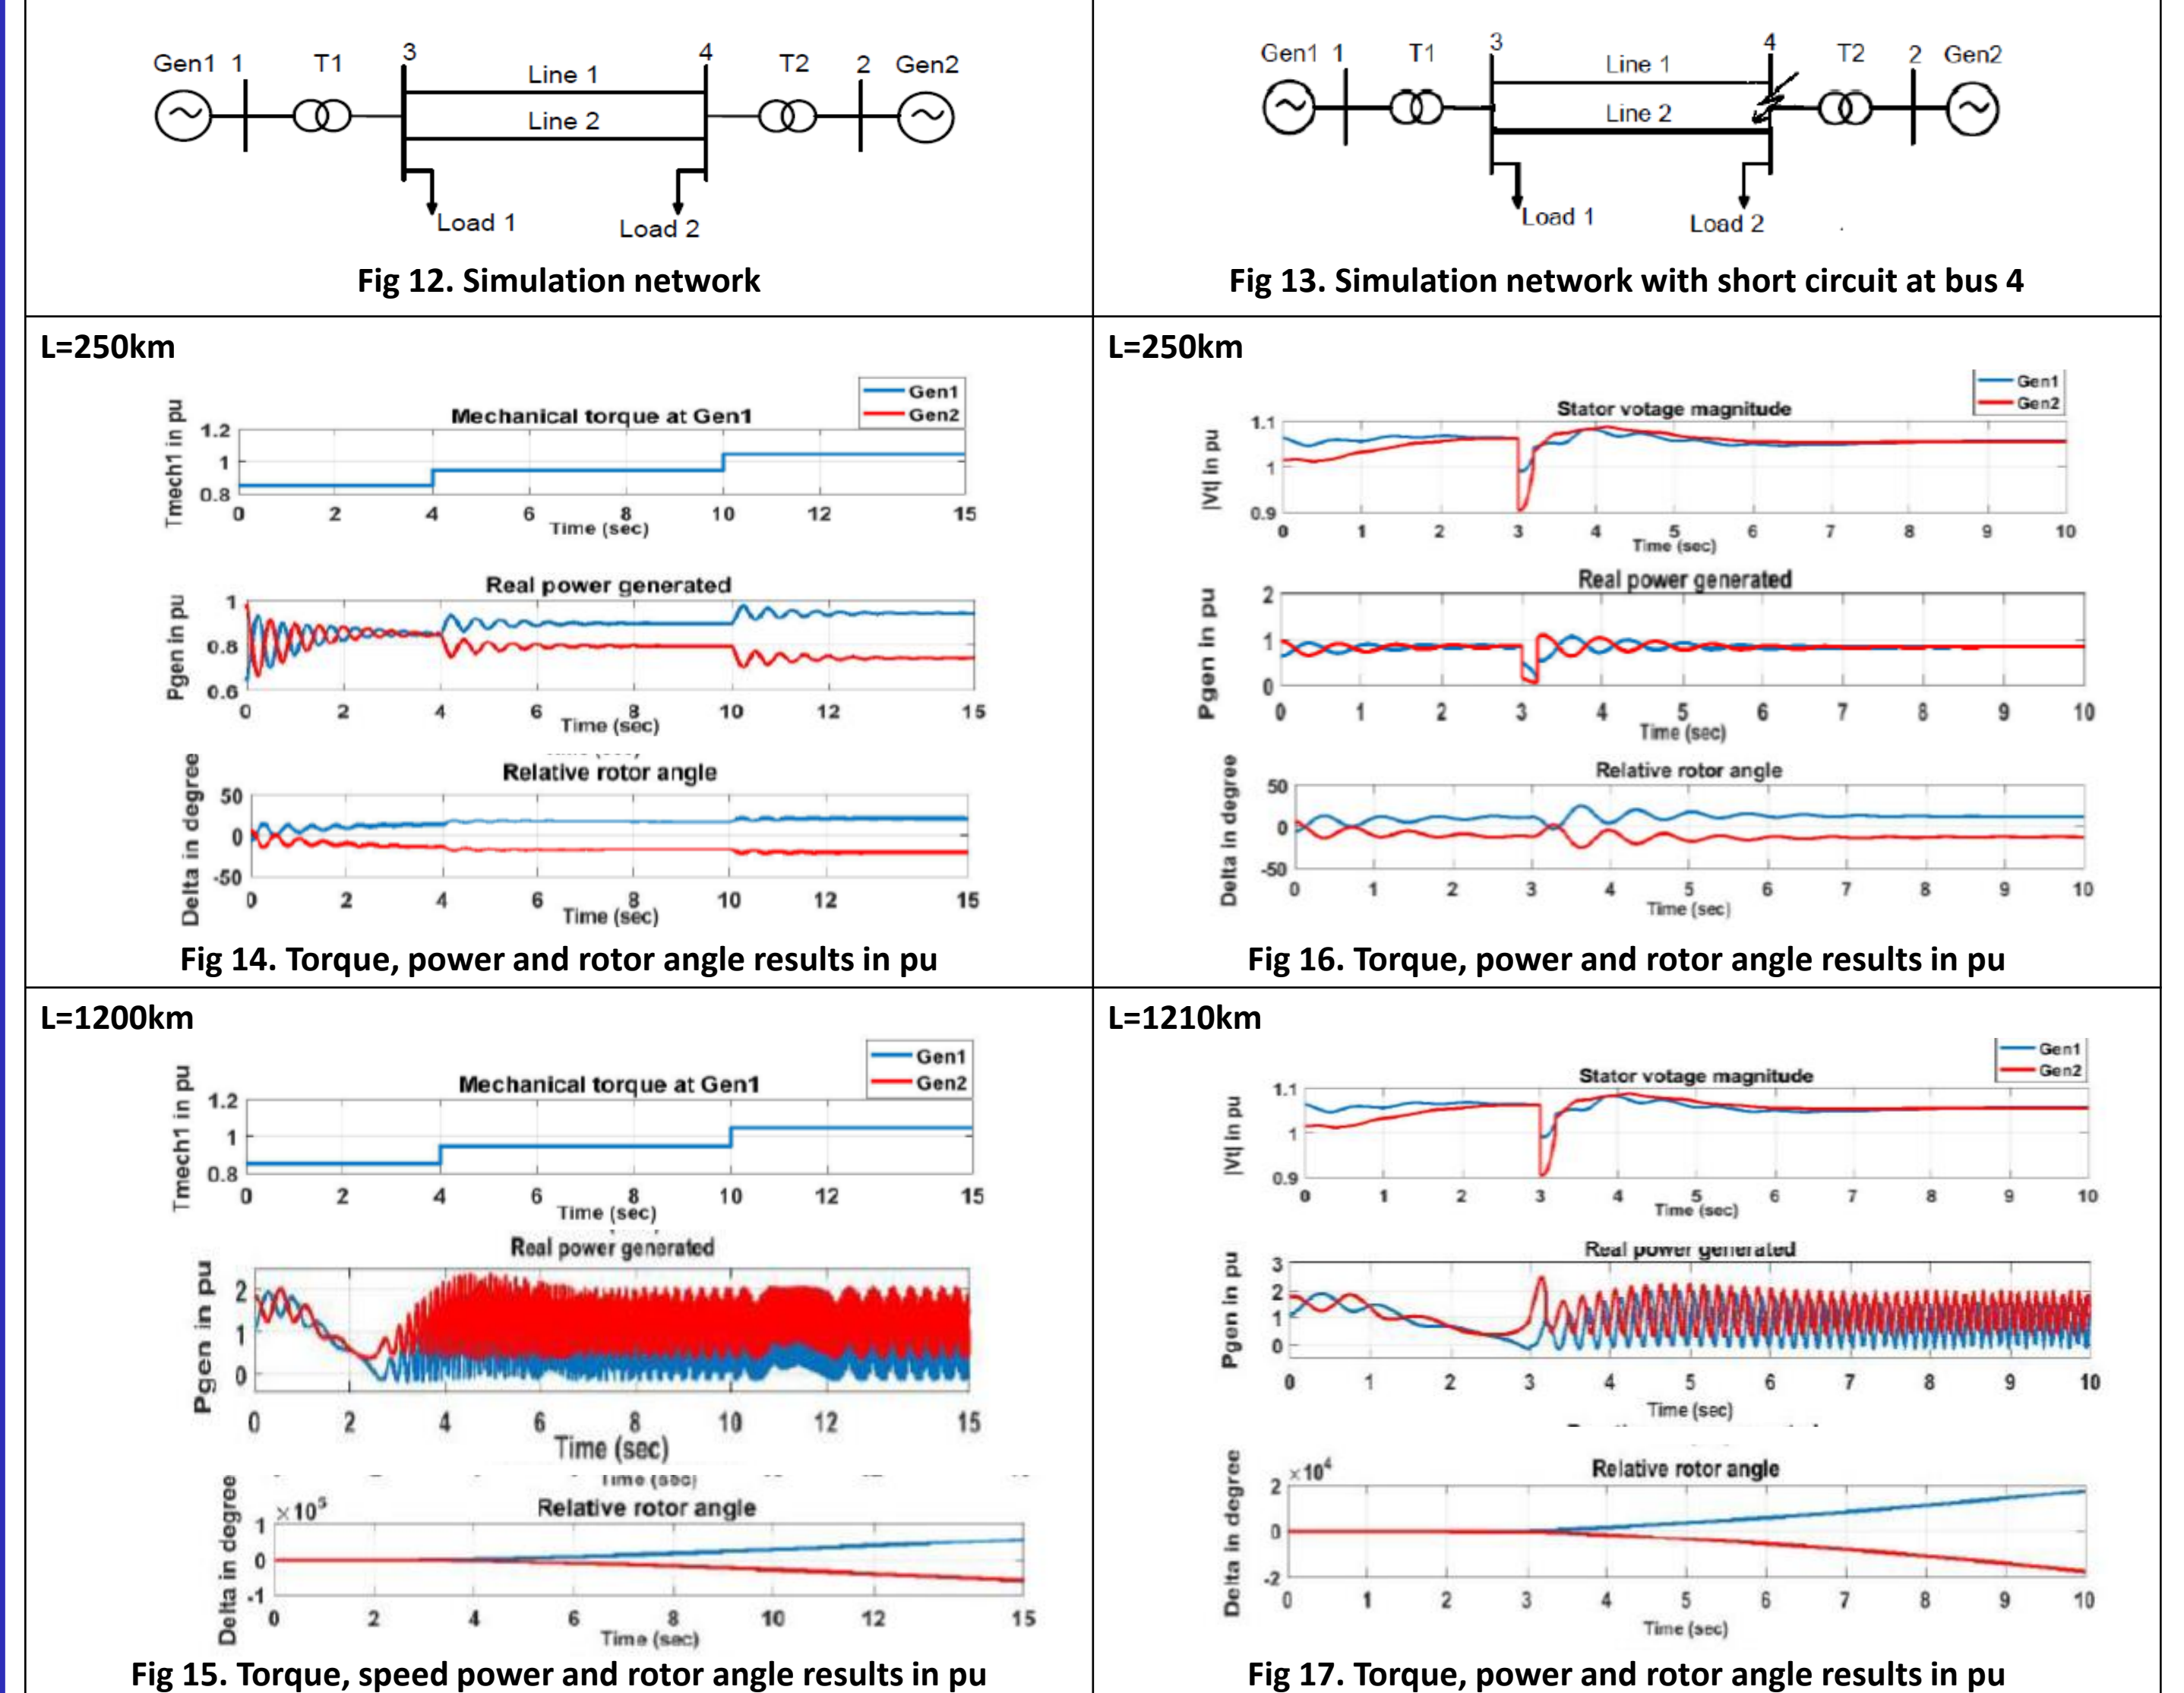 Gen1 1 T1 3 Line 1 4 T2 2 Gen2
Line 2
Load 1
Load 2
Fig 12. Simulation network
Gen1 1 T1 3 Line 1 4 T2 2 Gen2
Line 2
Load 1
Load 2
Fig 13. Simulation network with short circuit at bus 4
L=250km
Gen1
Gen2
Mechanical torque at Gen1
Tmech1 in pu
1.2
1
0.8
0 2 4 6 8 10 12 15
Time (sec)
Real power generated
Pgen in pu
1
0.8
0.6
0 2 4 6 8 10 12 15
Time (sec)
Relative rotor angle
Delta in degree
50
0
-50
0 2 4 6 8 10 12 15
Time (sec)
Fig 14. Torque, power and rotor angle results in pu
L=250km
Gen1
Gen2
Stator votage magnitude
|Vt| in pu
1.1
1
0.9
0 1 2 3 4 5 6 7 8 9 10
Time (sec)
Real power generated
Pgen in pu
2
1
0
0 1 2 3 4 5 6 7 8 9 10
Time (sec)
Relative rotor angle
Delta in degree
50
0
-50
0 1 2 3 4 5 6 7 8 9 10
Time (sec)
Fig 16. Torque, power and rotor angle results in pu
L=1200km
Gen1
Gen2
Mechanical torque at Gen1
Tmech1 in pu
1.2
1
0.8
0 2 4 6 8 10 12 15
Time (sec)
Real power generated
Pgen in pu
2
1
0
0 2 4 6 8 10 12 15
Time (sec)
Time (sec)
Relative rotor angle
Delta in degree
×10⁵
1
0
-1
0 2 4 6 8 10 12 15
Time (sec)
Fig 15. Torque, speed power and rotor angle results in pu
L=1210km
Gen1
Gen2
Stator votage magnitude
|Vt| in pu
1.1
1
0.9
0 1 2 3 4 5 6 7 8 9 10
Time (sec)
Real power generated
Pgen in pu
3
2
1
0
0 1 2 3 4 5 6 7 8 9 10
Time (sec)
Relative rotor angle
Delta in degree
×10⁴
2
0
-2
0 1 2 3 4 5 6 7 8 9 10
Time (sec)
Fig 17. Torque, power and rotor angle results in pu